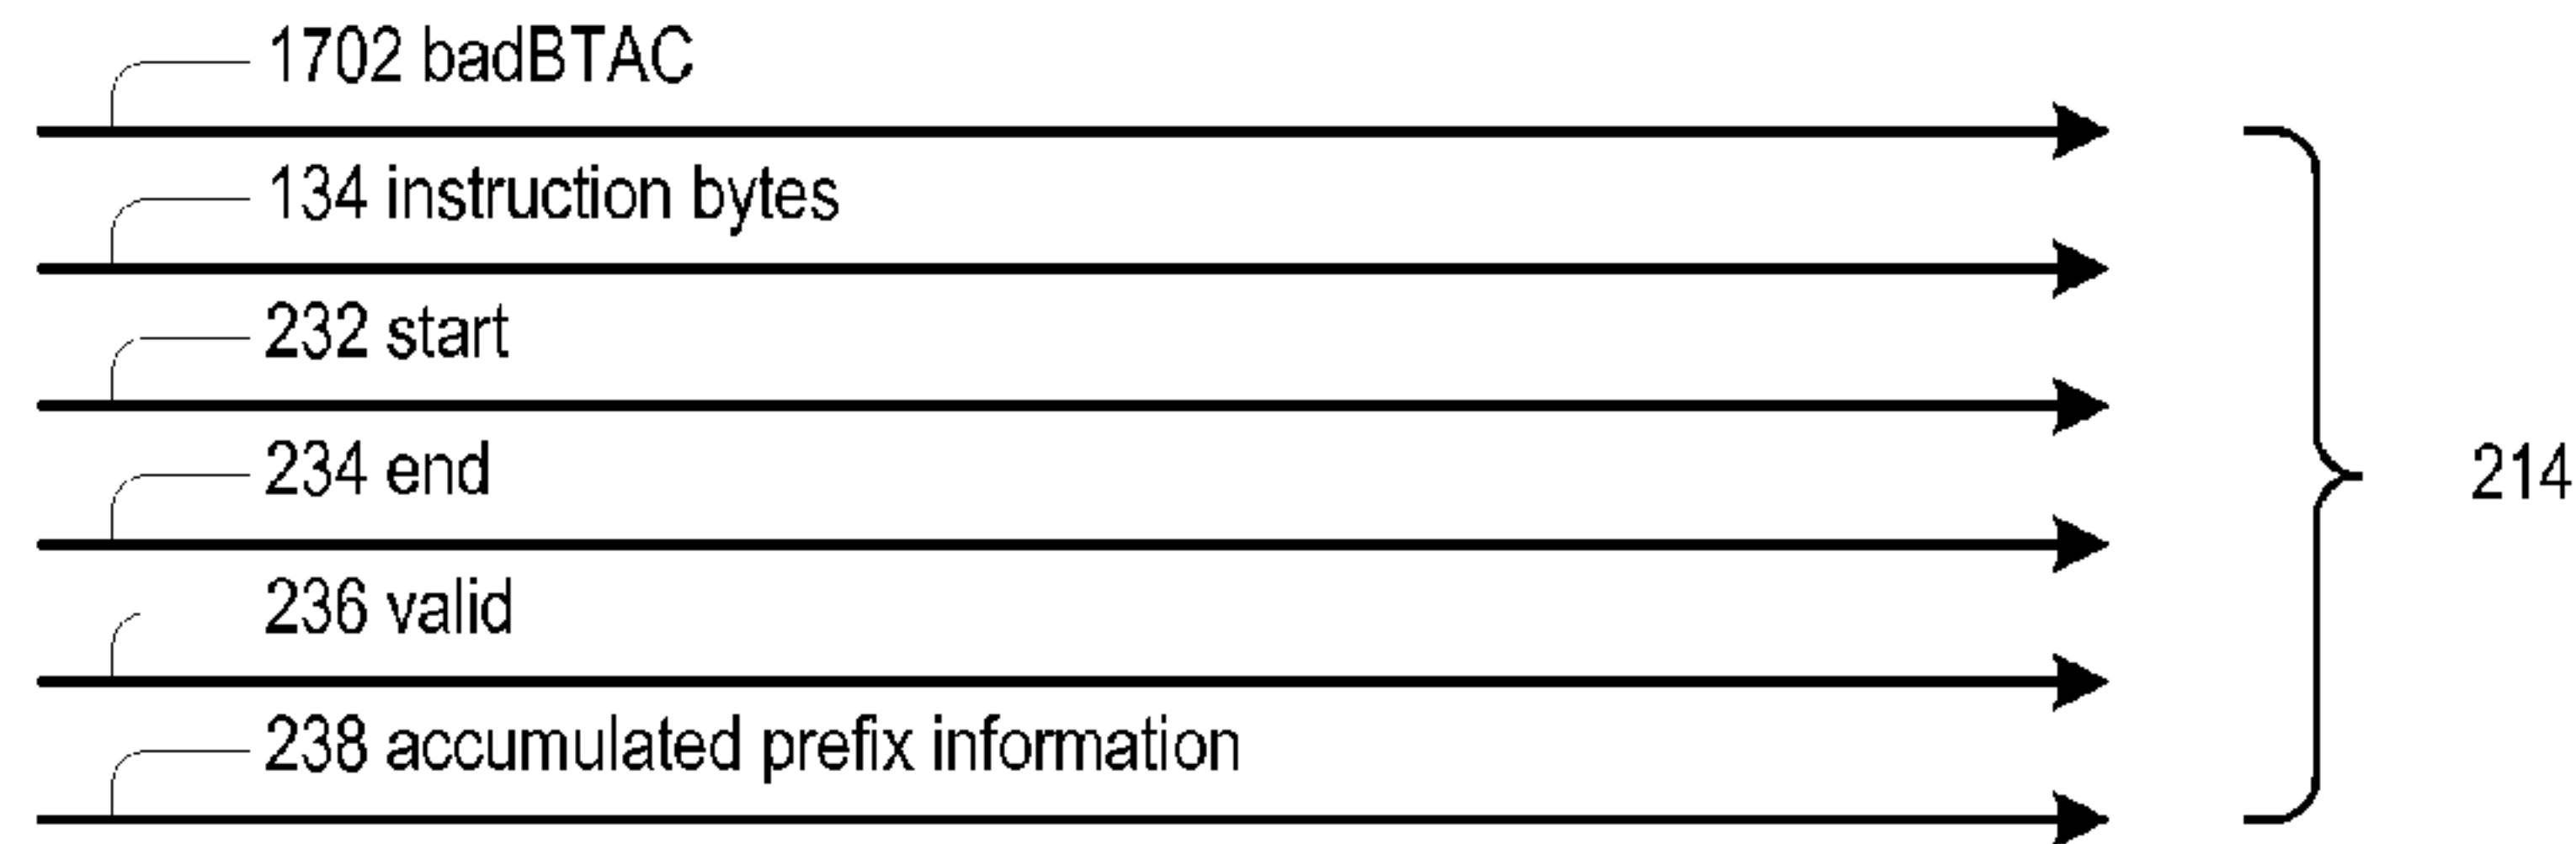 1702 badBTAC
134 instruction bytes
232 start
234 end
214
236 valid
238 accumulated prefix information